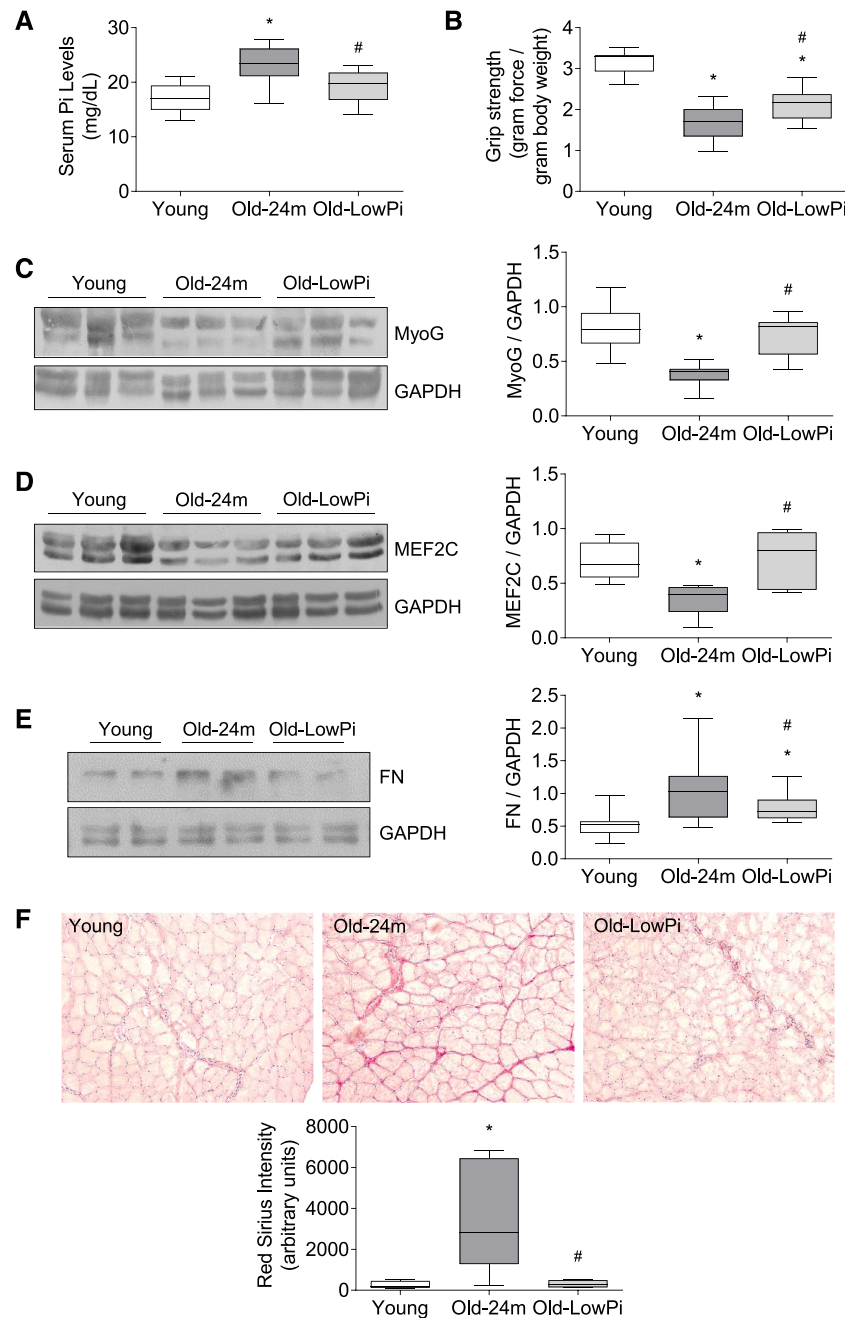 A
Serum Pi Levels
(mg/dL)
30
20
10
0
*
#
Young
Old-24m
Old-LowPi
B
Grip strength
(gram force /
gram body weight)
4
3
2
1
0
*
#
*
Young
Old-24m
Old-LowPi
C
Young
Old-24m
Old-LowPi
MyoG
GAPDH
MyoG / GAPDH
1.5
1.0
0.5
0.0
*
#
Young
Old-24m
Old-LowPi
D
Young
Old-24m
Old-LowPi
MEF2C
GAPDH
MEF2C / GAPDH
1.5
1.0
0.5
0.0
*
#
Young
Old-24m
Old-LowPi
E
Young
Old-24m
Old-LowPi
FN
GAPDH
FN / GAPDH
2.5
2.0
1.5
1.0
0.5
0.0
*
#
*
Young
Old-24m
Old-LowPi
F
Young
Old-24m
Old-LowPi
Red Sirius Intensity
(arbitrary units)
8000
6000
4000
2000
0
*
#
Young
Old-24m
Old-LowPi